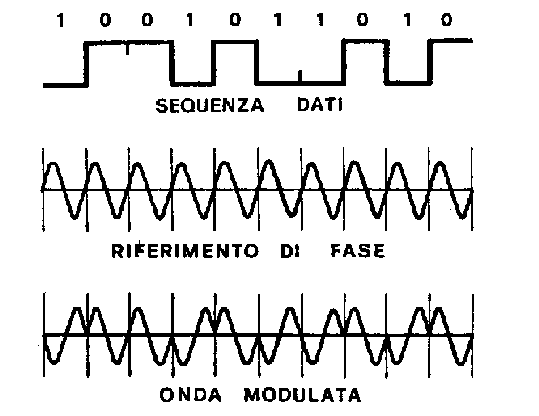 1 0 0 1 0 1 1 0 1 0
SEQUENZA DATI
RIFERIMENTO DI FASE
ONDA MODULATA